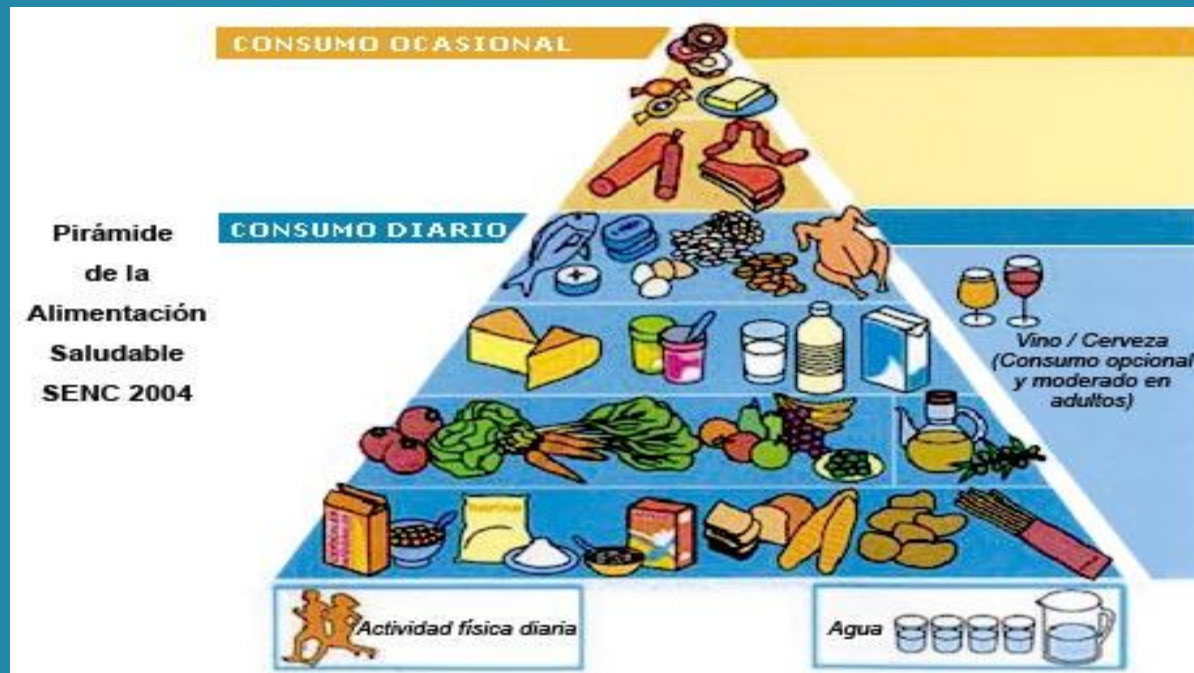 CONSUMO OCASIONAL
CONSUMO DIARIO
Pirámide
de la
Alimentación
Saludable
SENC 2004
Vino / Cerveza
(Consumo opcional
y moderado en
adultos)
Actividad física diaria
Agua